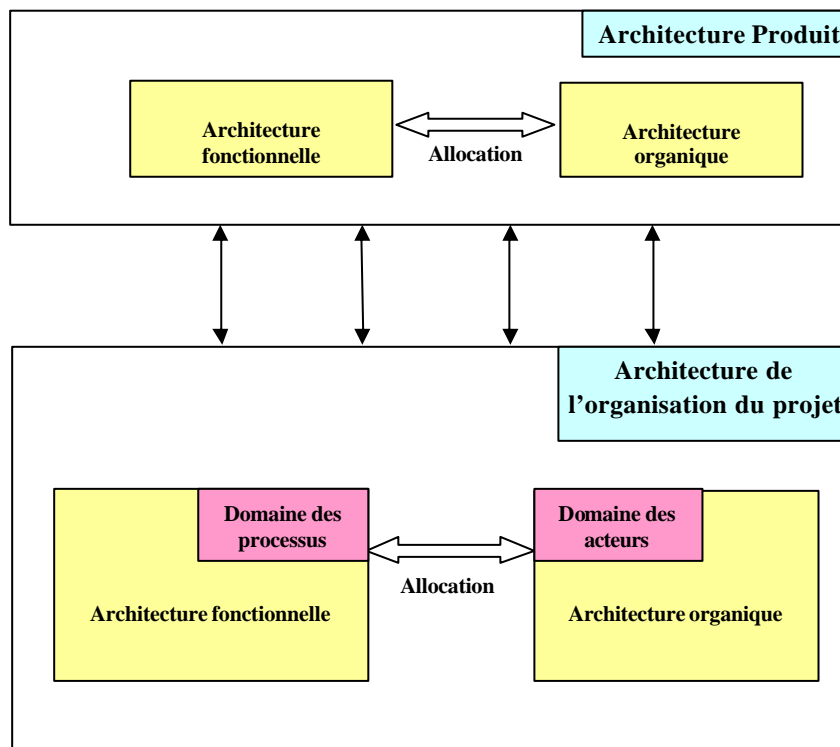 Architecture Produit
Architecture
fonctionnelle
Allocation
Architecture
organique
Architecture de
l’organisation du projet
Domaine des
processus
Architecture fonctionnelle
Allocation
Domaine des
acteurs
Architecture organique